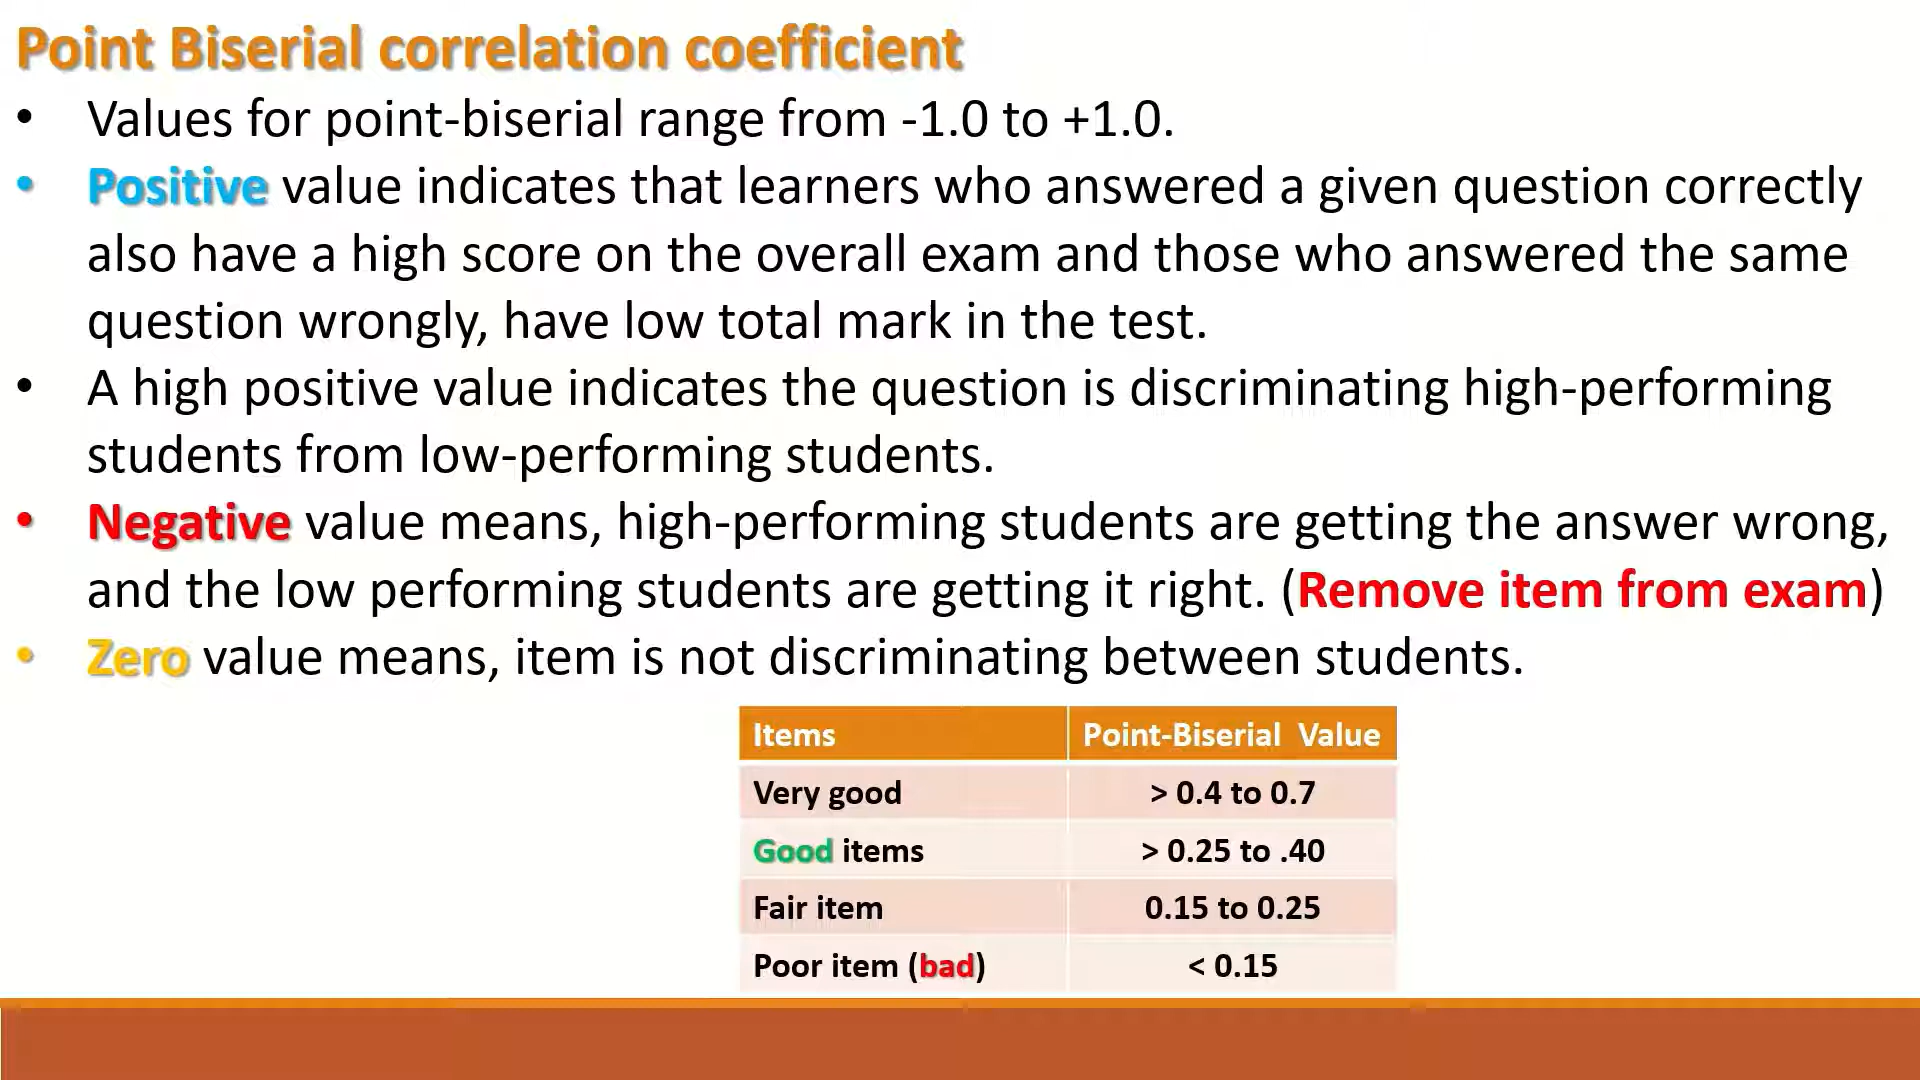 Point Biserial correlation coefficient
• Values for point-biserial range from -1.0 to +1.0.
• Positive value indicates that learners who answered a given question correctly
also have a high score on the overall exam and those who answered the same
question wrongly, have low total mark in the test.
• A high positive value indicates the question is discriminating high-performing
students from low-performing students.
• Negative value means, high-performing students are getting the answer wrong,
and the low performing students are getting it right. (Remove item from exam)
• Zero value means, item is not discriminating between students.
Items Point-Biserial Value
Very good > 0.4 to 0.7
Good items > 0.25 to .40
Fair item 0.15 to 0.25
Poor item (bad) < 0.15